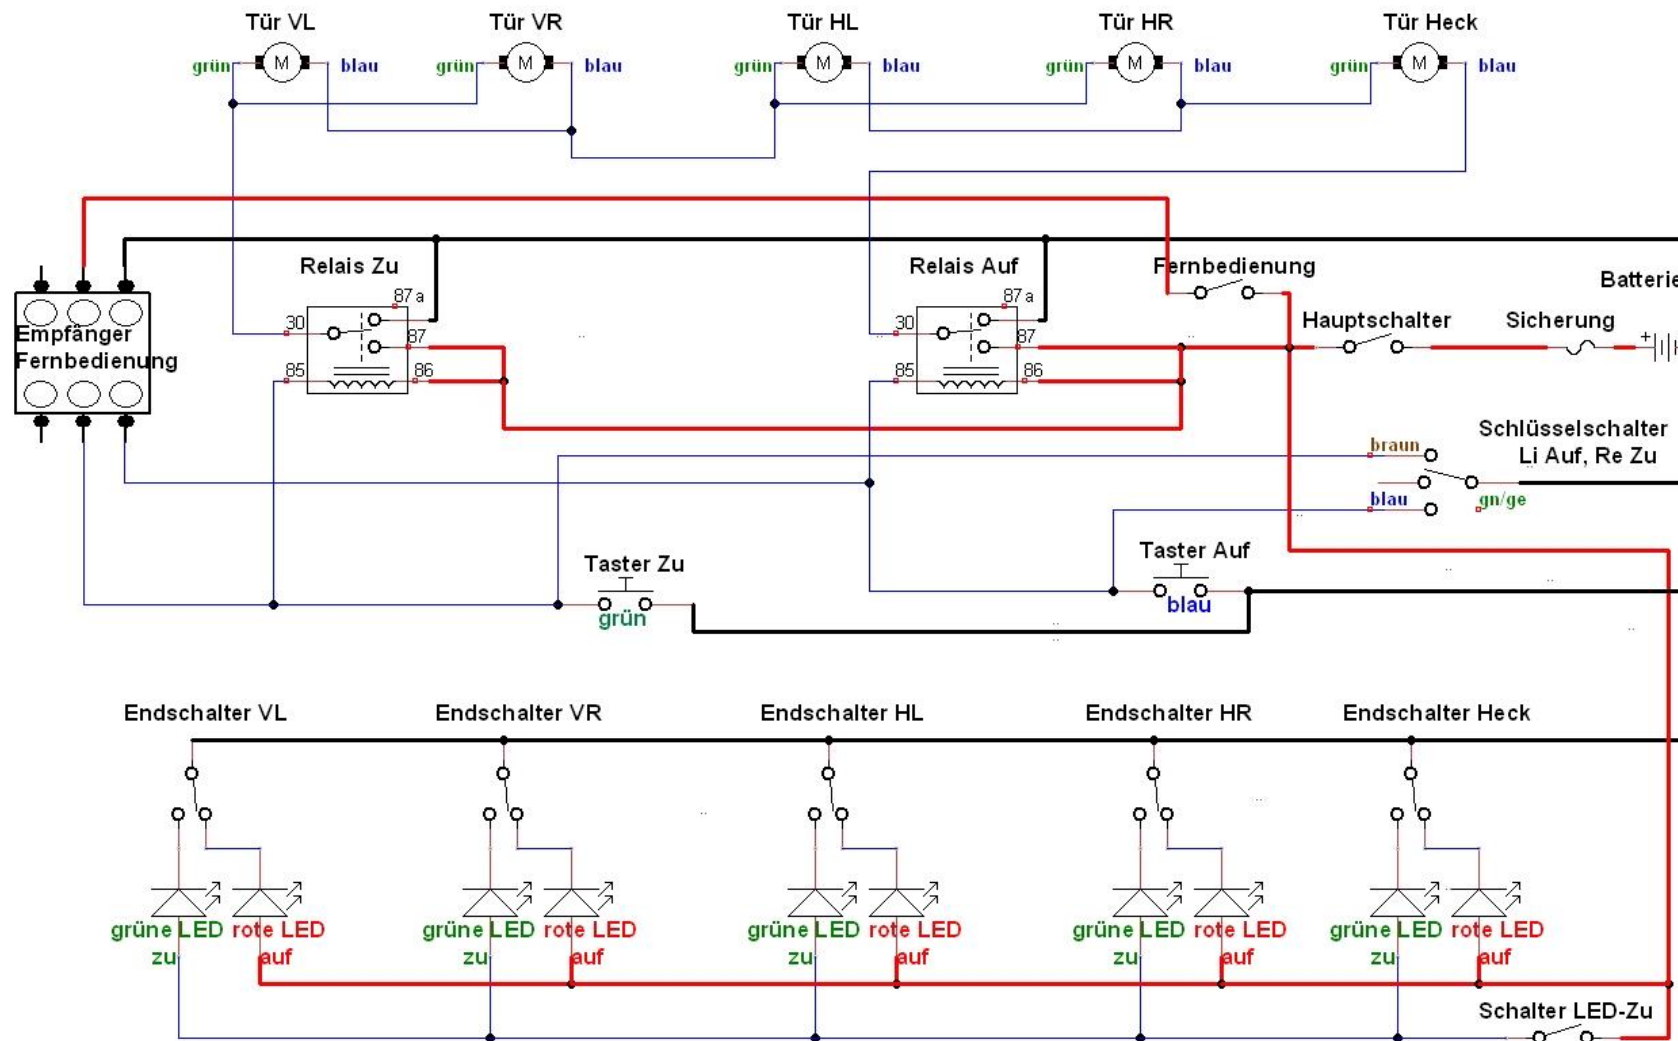 Tür VL
Tür VR
Tür HL
Tür HR
Tür Heck
grün
M
blau
grün
M
blau
grün
M
blau
grün
M
blau
grün
M
blau
Relais Zu
Relais Auf
Fernbedienung
Batterie
87a
87a
30
87
30
87
Hauptschalter
Sicherung
+
Empfänger
Fernbedienung
85
86
85
86
braun
Schlüsselschalter
Li Auf, Re Zu
blau
gn/ge
Taster Zu
Taster Auf
grün
blau
Endschalter VL
Endschalter VR
Endschalter HL
Endschalter HR
Endschalter Heck
grüne LED
rote LED
grüne LED
rote LED
grüne LED
rote LED
grüne LED
rote LED
grüne LED
rote LED
zu
auf
zu
auf
zu
auf
zu
auf
zu
auf
Schalter LED-Zu